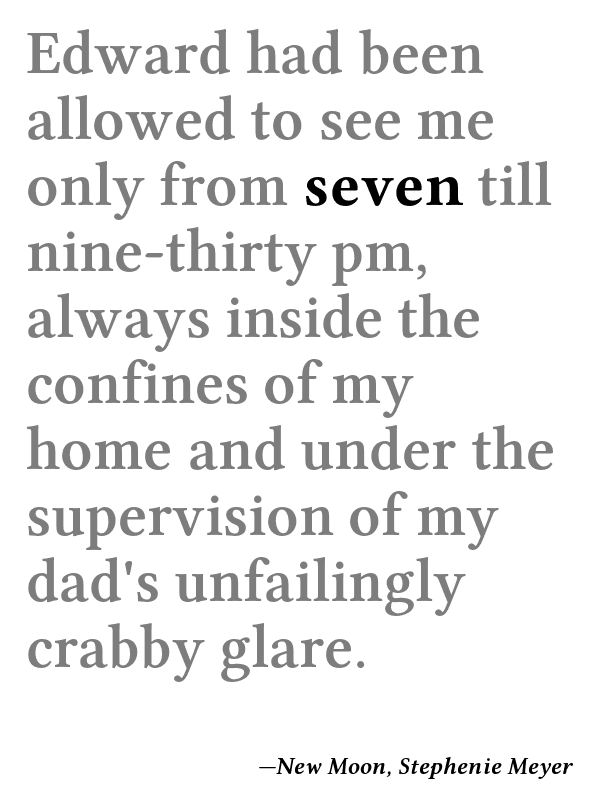 Edward had been
allowed to see me
only from seven till
nine-thirty pm,
always inside the
confines of my
home and under the
supervision of my
dad's unfailingly
crabby glare.
—New Moon, Stephenie Meyer